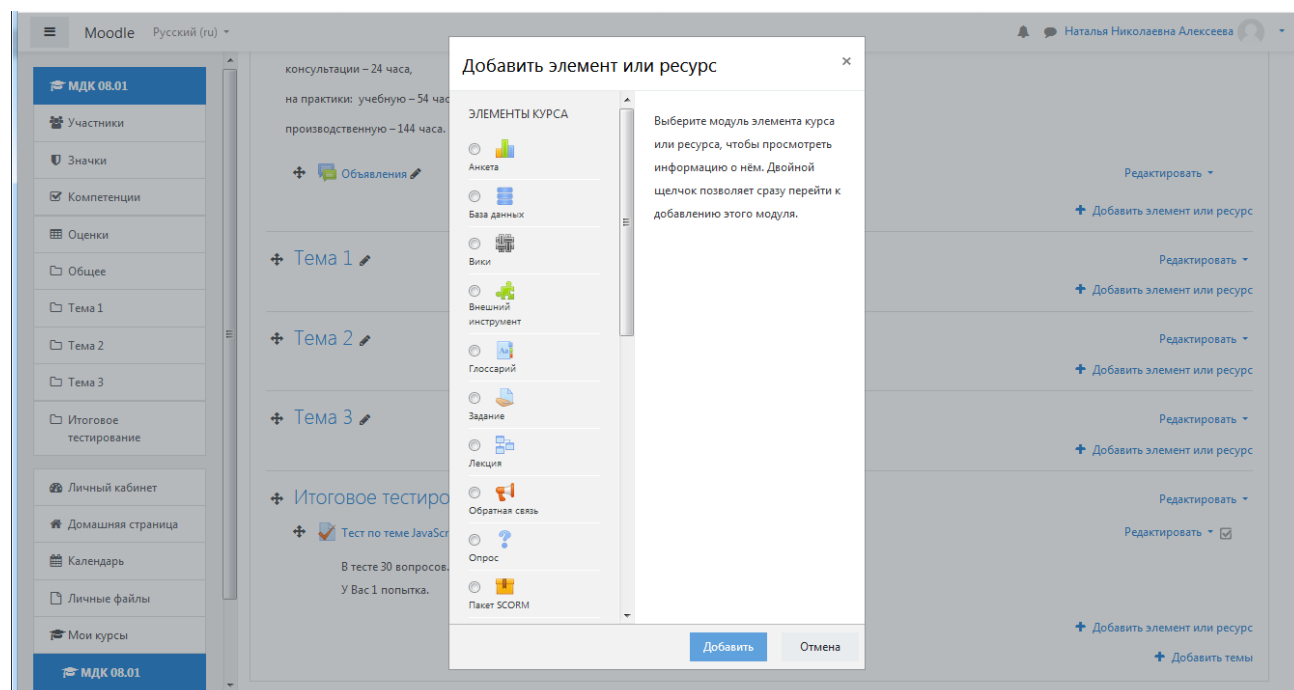 Moodle Русский (ru)
Наталья Николаевна Алексеева
МДК 08.01
Участники
Значки
Компетенции
Оценки
Общее
Тема 1
Тема 2
Тема 3
Итоговое
тестирование
Личный кабинет
Домашняя страница
Календарь
Личные файлы
Мои курсы
МДК 08.01
консультации – 24 часа,
на практики: учебную – 54 час
производственную – 144 часа.
Объявления
Редактировать
Добавить элемент или ресурс
Тема 1
Редактировать
Добавить элемент или ресурс
Тема 2
Редактировать
Добавить элемент или ресурс
Тема 3
Редактировать
Добавить элемент или ресурс
Итоговое тестиро
Редактировать
Тест по теме JavaScr
Редактировать
В тесте 30 вопросов.
У Вас 1 попытка.
Добавить элемент или ресурс
Добавить темы
Добавить элемент или ресурс
×
ЭЛЕМЕНТЫ КУРСА
Анкета
База данных
Вики
Внешний
инструмент
Глоссарий
Задание
Лекция
Обратная связь
Опрос
Пакет SCORM
Выберите модуль элемента курса
или ресурса, чтобы просмотреть
информацию о нём. Двойной
щелчок позволяет сразу перейти к
добавлению этого модуля.
Добавить
Отмена